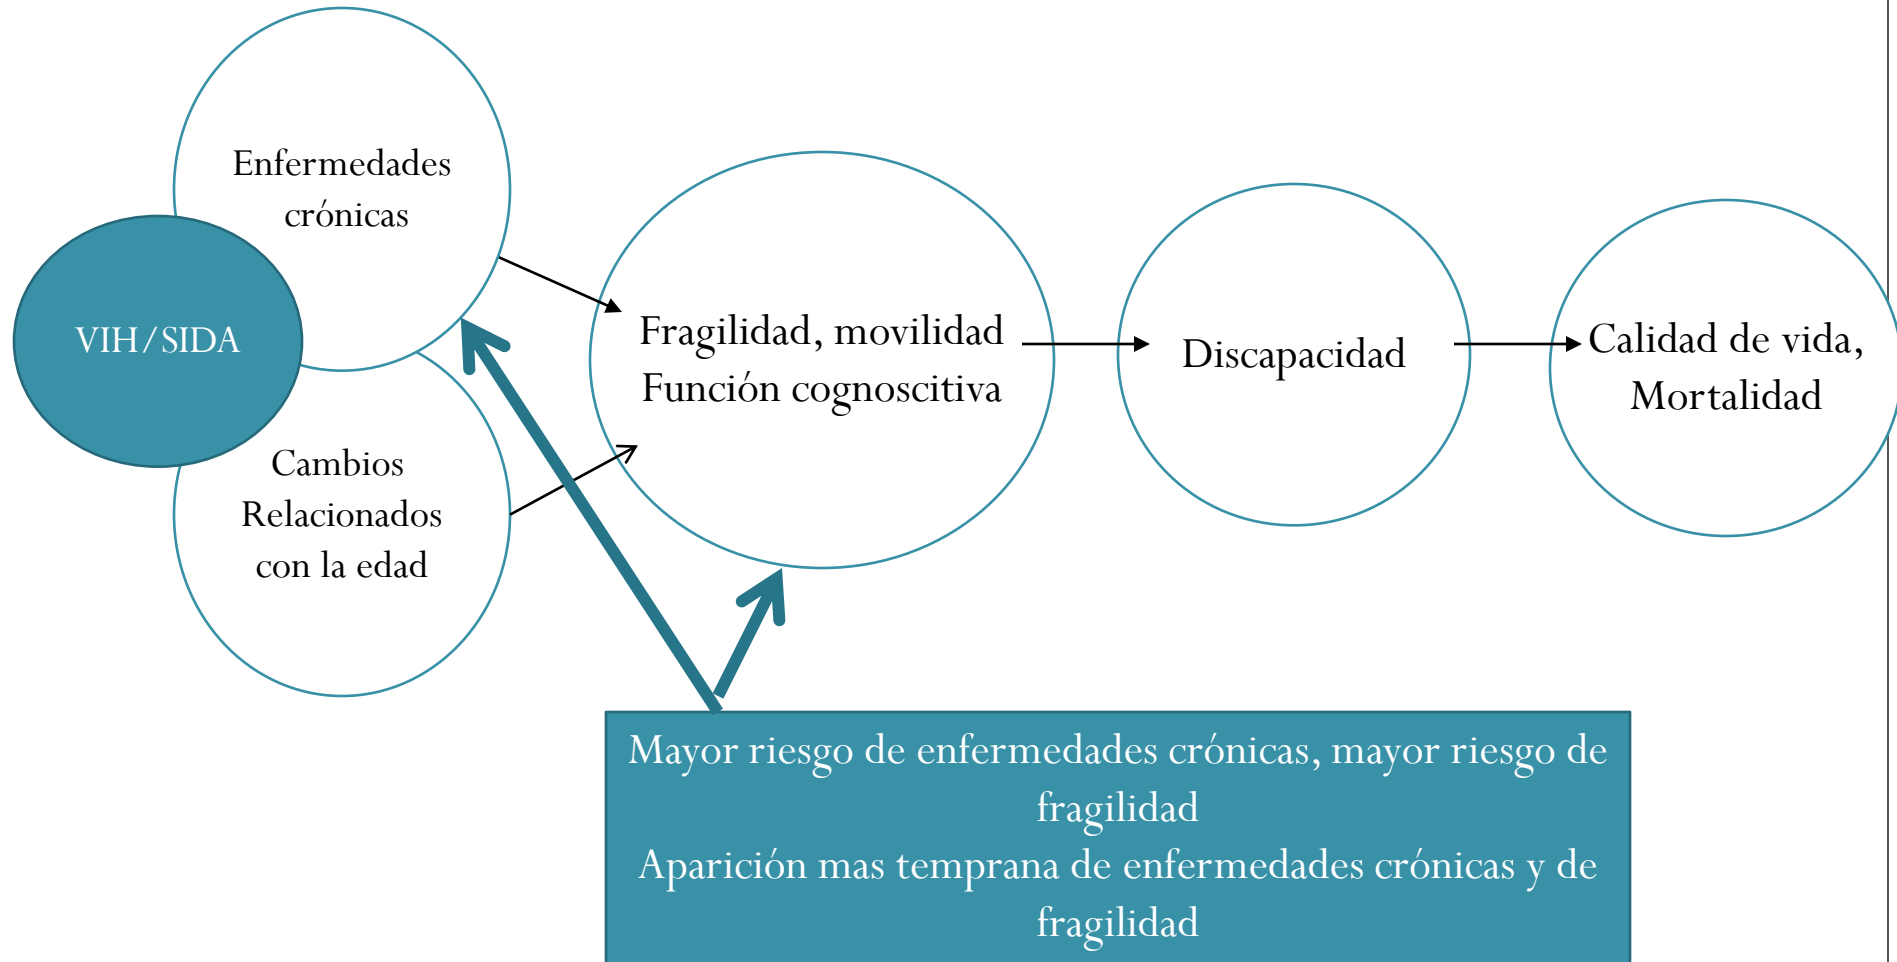 Enfermedades
crónicas
VIH/SIDA
Cambios
Relacionados
con la edad
Fragilidad, movilidad
Función cognoscitiva
Discapacidad
Calidad de vida,
Mortalidad
Mayor riesgo de enfermedades crónicas, mayor riesgo de
fragilidad
Aparición mas temprana de enfermedades crónicas y de
fragilidad